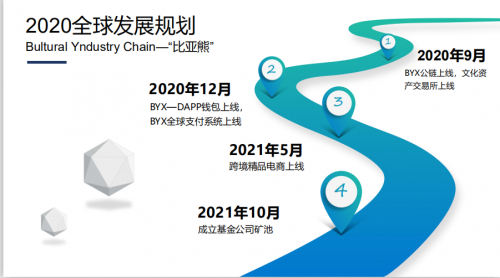 2020全球发展规划
Bultural Yndustry Chain—“比亚熊”
1
2020年9月
BYX公链上线，文化资
产交易所上线
2
2020年12月
BYX—DAPP钱包上线，
BYX全球支付系统上线
3
2021年5月
跨境精品电商上线
4
2021年10月
成立基金公司矿池